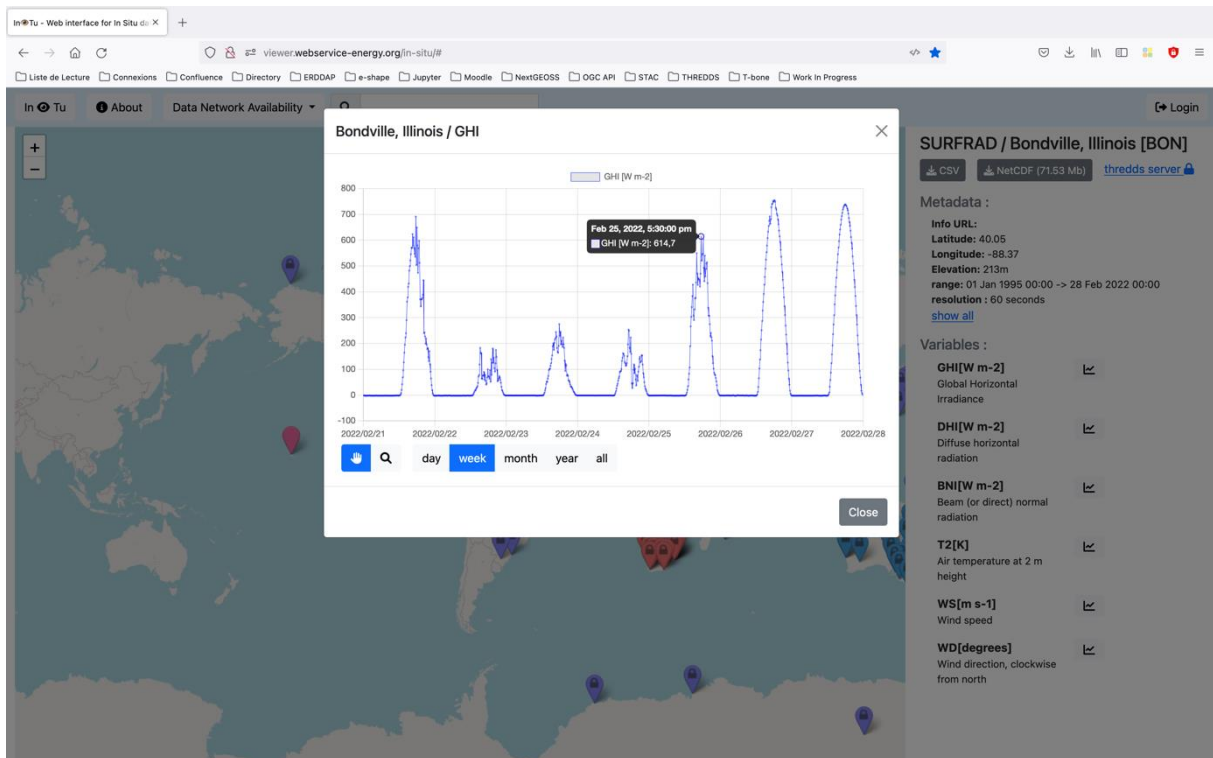 In👁Tu - Web interface for In Situ da
viewer.webservice-energy.org/in-situ/#
Liste de Lecture Connexions Confluence Directory ERDDAP e-shape Jupyter Moodle NextGEOSS OGC API STAC THREDDS T-bone Work In Progress
In 👁 Tu About Data Network Availability Login
Bondville, Illinois / GHI
GHI [W m-2]
800
700
600
500
400
300
200
100
0
-100
Feb 25, 2022, 5:30:00 pm
GHI [W m-2]: 614,7
2022/02/21 2022/02/22 2022/02/23 2022/02/24 2022/02/25 2022/02/26 2022/02/27 2022/02/28
day week month year all
Close
SURFRAD / Bondville, Illinois [BON]
CSV NetCDF (71.53 Mb) thredds server
Metadata :
Info URL:
Latitude: 40.05
Longitude: -88.37
Elevation: 213m
range: 01 Jan 1995 00:00 -> 28 Feb 2022 00:00
resolution : 60 seconds
show all
Variables :
GHI[W m-2]
Global Horizontal
Irradiance
DHI[W m-2]
Diffuse horizontal
radiation
BNI[W m-2]
Beam (or direct) normal
radiation
T2[K]
Air temperature at 2 m
height
WS[m s-1]
Wind speed
WD[degrees]
Wind direction, clockwise
from north